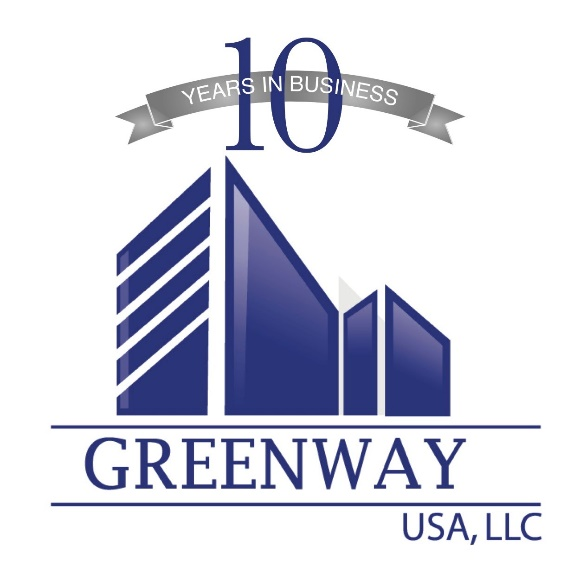 10
YEARS IN BUSINESS
GREENWAY
USA, LLC